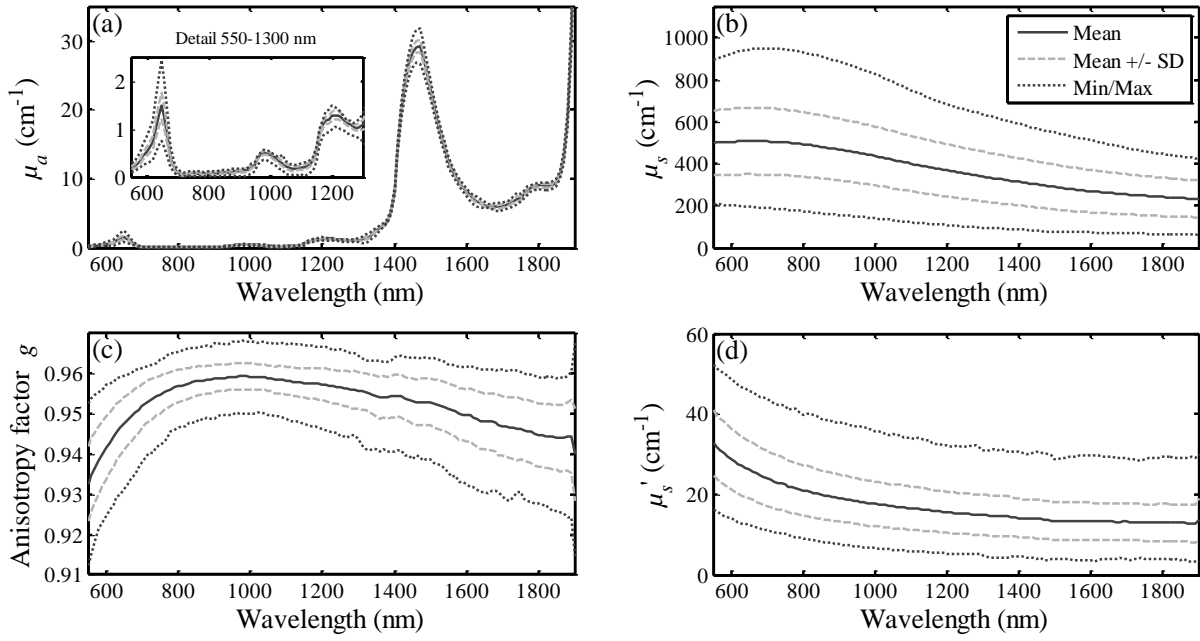 (a)
Detail 550-1300 nm
30
20
10
0
μa (cm-1)
2
1
0
600 800 1000 1200
600 800 1000 1200 1400 1600 1800
Wavelength (nm)
(b)
Mean
Mean +/- SD
Min/Max
1000
800
600
400
200
0
μs (cm-1)
600 800 1000 1200 1400 1600 1800
Wavelength (nm)
(c)
0.96
0.95
0.94
0.93
0.92
0.91
Anisotropy factor g
600 800 1000 1200 1400 1600 1800
Wavelength (nm)
(d)
60
40
20
0
μs' (cm-1)
600 800 1000 1200 1400 1600 1800
Wavelength (nm)